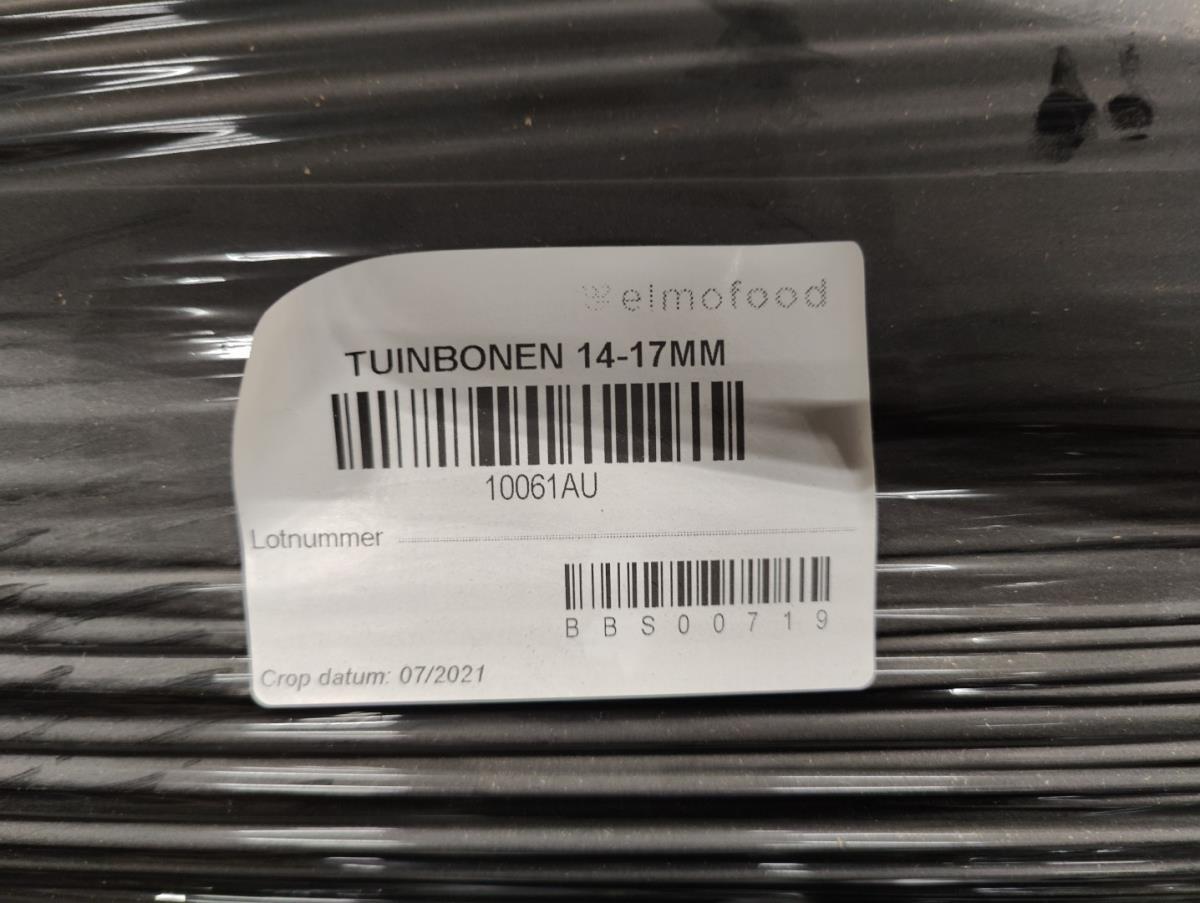 elmofood
TUINBONEN 14-17MM
10061AU
Lotnummer
BBS00719
Crop datum: 07/2021